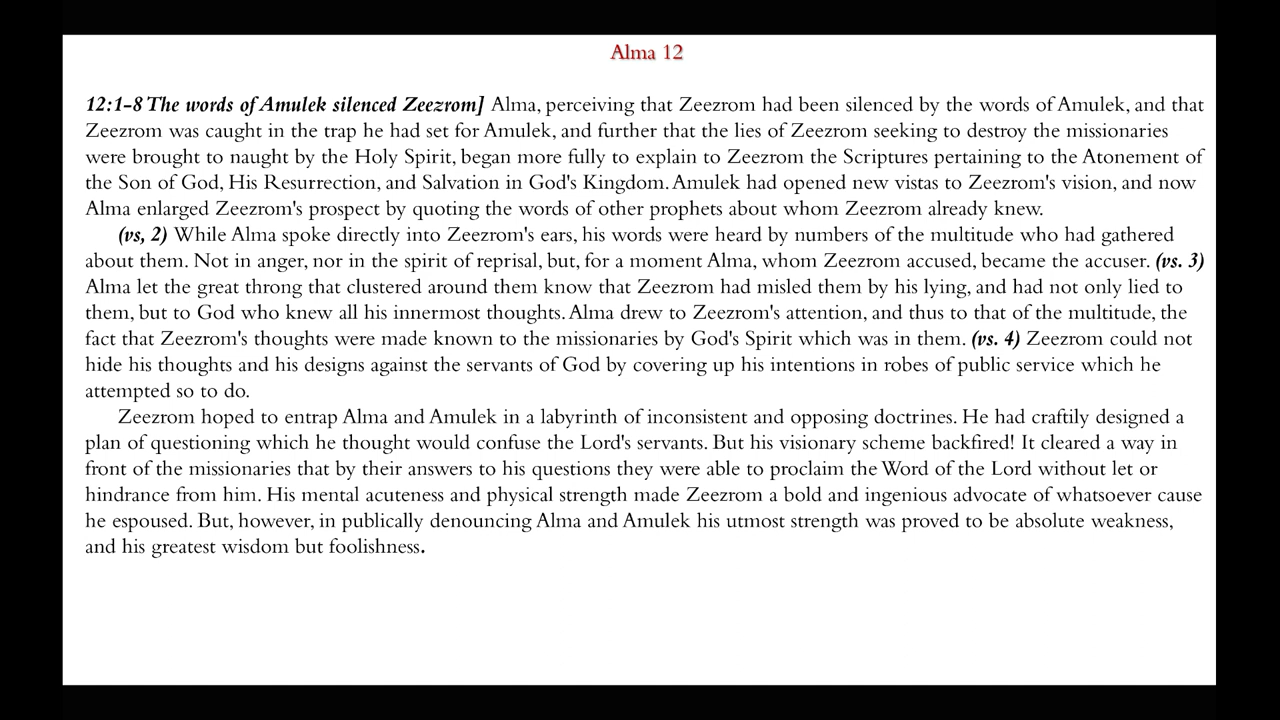 Alma 12
12:1-8 The words of Amulek silenced Zeezrom] Alma, perceiving that Zeezrom had been silenced by the words of Amulek, and that
Zeezrom was caught in the trap he had set for Amulek, and further that the lies of Zeezrom seeking to destroy the missionaries
were brought to naught by the Holy Spirit, began more fully to explain to Zeezrom the Scriptures pertaining to the Atonement of
the Son of God, His Resurrection, and Salvation in God's Kingdom. Amulek had opened new vistas to Zeezrom's vision, and now
Alma enlarged Zeezrom's prospect by quoting the words of other prophets about whom Zeezrom already knew.
(vs, 2) While Alma spoke directly into Zeezrom's ears, his words were heard by numbers of the multitude who had gathered
about them. Not in anger, nor in the spirit of reprisal, but, for a moment Alma, whom Zeezrom accused, became the accuser. (vs. 3)
Alma let the great throng that clustered around them know that Zeezrom had misled them by his lying, and had not only lied to
them, but to God who knew all his innermost thoughts. Alma drew to Zeezrom's attention, and thus to that of the multitude, the
fact that Zeezrom's thoughts were made known to the missionaries by God's Spirit which was in them. (vs. 4) Zeezrom could not
hide his thoughts and his designs against the servants of God by covering up his intentions in robes of public service which he
attempted so to do.
Zeezrom hoped to entrap Alma and Amulek in a labyrinth of inconsistent and opposing doctrines. He had craftily designed a
plan of questioning which he thought would confuse the Lord's servants. But his visionary scheme backfired! It cleared a way in
front of the missionaries that by their answers to his questions they were able to proclaim the Word of the Lord without let or
hindrance from him. His mental acuteness and physical strength made Zeezrom a bold and ingenious advocate of whatsoever cause
he espoused. But, however, in publically denouncing Alma and Amulek his utmost strength was proved to be absolute weakness,
and his greatest wisdom but foolishness.